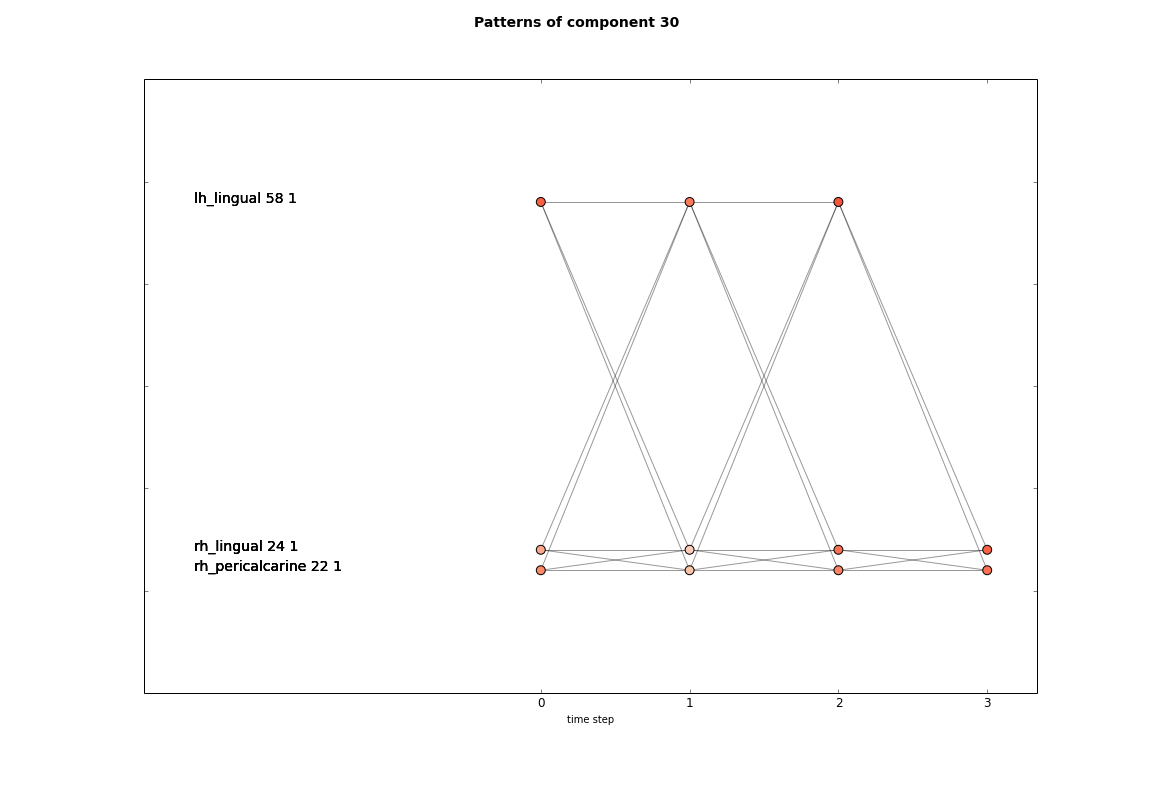 Patterns of component 30
lh_lingual 58 1
rh_lingual 24 1
rh_pericalcarine 22 1
0 1 2 3
time step